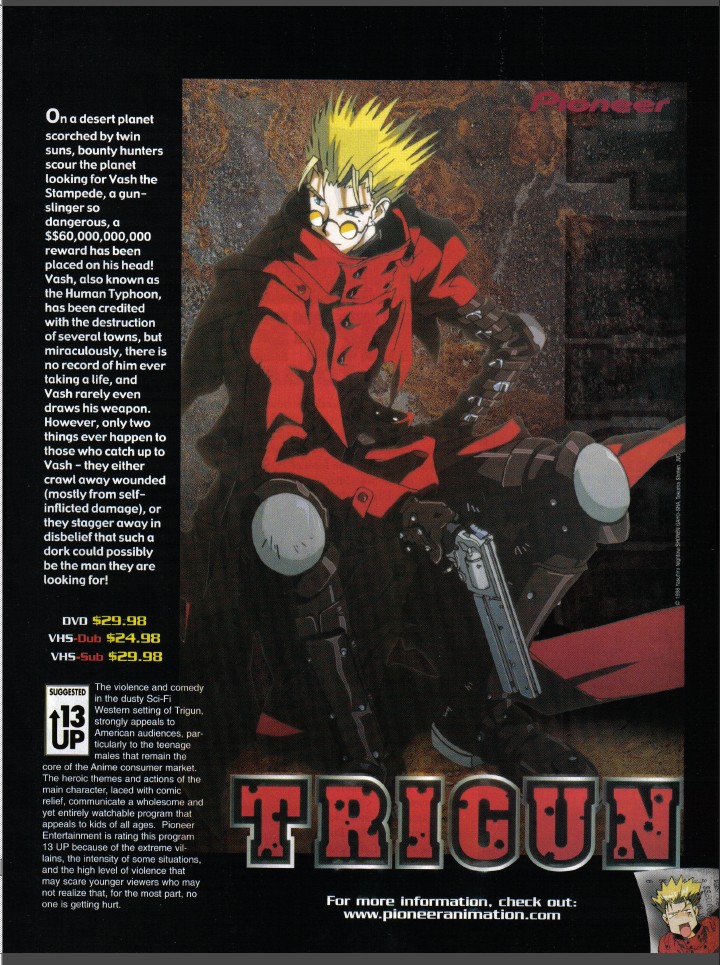 Pioneer
On a desert planet
scorched by twin
suns, bounty hunters
scour the planet
looking for Vash the
Stampede, a gun-
slinger so
dangerous, a
$$60,000,000,000
reward has been
placed on his head!
Vash, also known as
the Human Typhoon,
has been credited
with the destruction
of several towns, but
miraculously, there is
no record of him ever
taking a life, and
Vash rarely even
draws his weapon.
However, only two
things ever happen to
those who catch up to
Vash - they either
crawl away wounded
(mostly from self-
inflicted damage), or
they stagger away in
disbelief that such a
dork could possibly
be the man they are
looking for!
DVD $29.98
VHS-Dub $24.98
VHS-Sub $29.98
SUGGESTED
13
UP
The violence and comedy
in the dusty Sci-Fi
Western setting of Trigun,
strongly appeals to
American audiences, par-
ticularly to the teenage
males that remain the
core of the Anime consumer market.
The heroic themes and actions of the
main character, laced with comic
relief, communicate a wholesome and
yet entirely watchable program that
appeals to kids of all ages. Pioneer
Entertainment is rating this program
13 UP because of the extreme vil-
lains, the intensity of some situations,
and the high level of violence that
may scare younger viewers who may
not realize that, for the most part, no
one is getting hurt.
TRIGUN
For more information, check out:
www.pioneeranimation.com